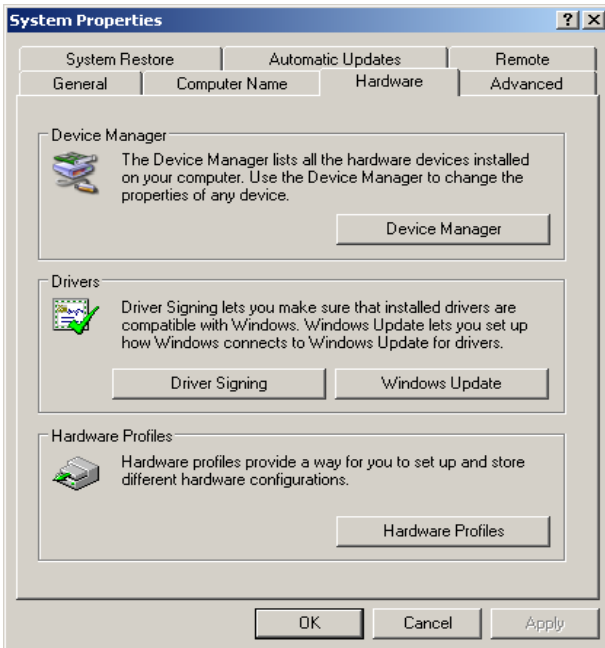 System Properties
System Restore Automatic Updates Remote
General Computer Name Hardware Advanced
Device Manager
The Device Manager lists all the hardware devices installed
on your computer. Use the Device Manager to change the
properties of any device.
Device Manager
Drivers
Driver Signing lets you make sure that installed drivers are
compatible with Windows. Windows Update lets you set up
how Windows connects to Windows Update for drivers.
Driver Signing Windows Update
Hardware Profiles
Hardware profiles provide a way for you to set up and store
different hardware configurations.
Hardware Profiles
OK Cancel Apply